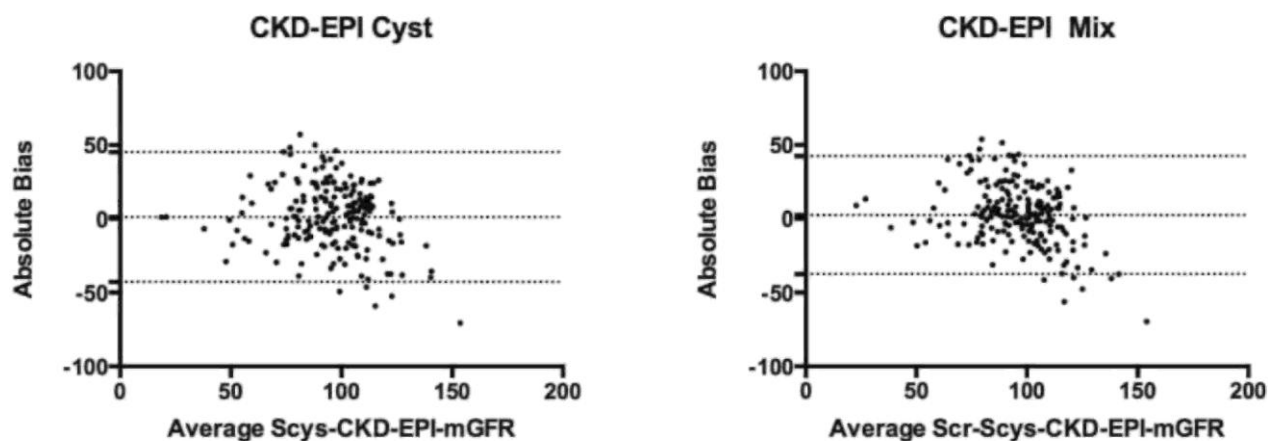 CKD-EPI Cyst
100
50
0
-50
-100
0 50 100 150 200
Absolute Bias
Average Scys-CKD-EPI-mGFR
CKD-EPI Mix
100
50
0
-50
-100
0 50 100 150 200
Absolute Bias
Average Scr-Scys-CKD-EPI-mGFR